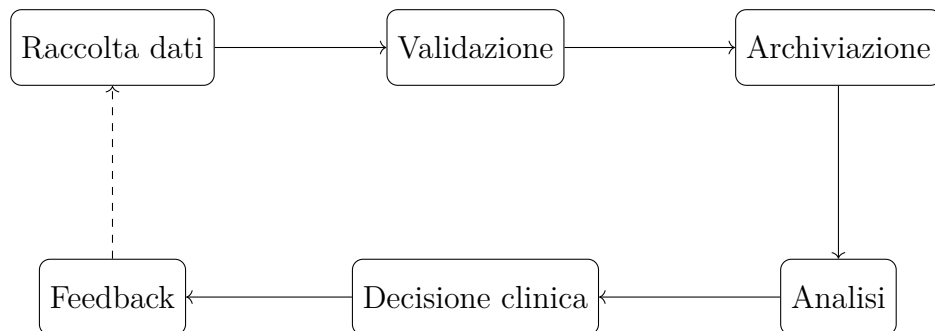 Raccolta dati
Validazione
Archiviazione
Feedback
Decisione clinica
Analisi